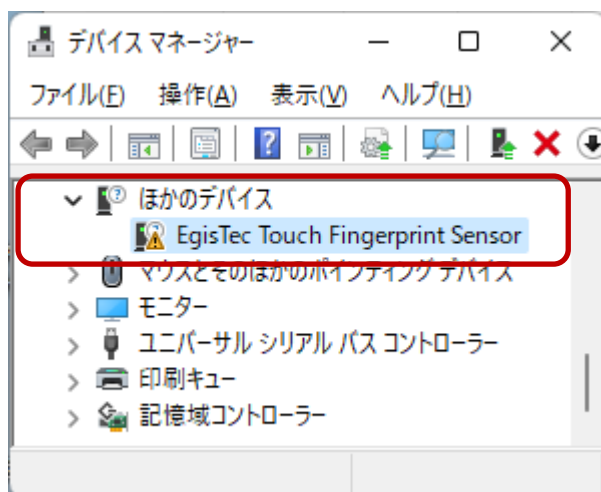 デバイス マネージャー
ファイル(F) 操作(A) 表示(V) ヘルプ(H)
ほかのデバイス
EgisTec Touch Fingerprint Sensor
マウスとそのほかのポインティング デバイス
モニター
ユニバーサル シリアル バス コントローラー
印刷キュー
記憶域コントローラー